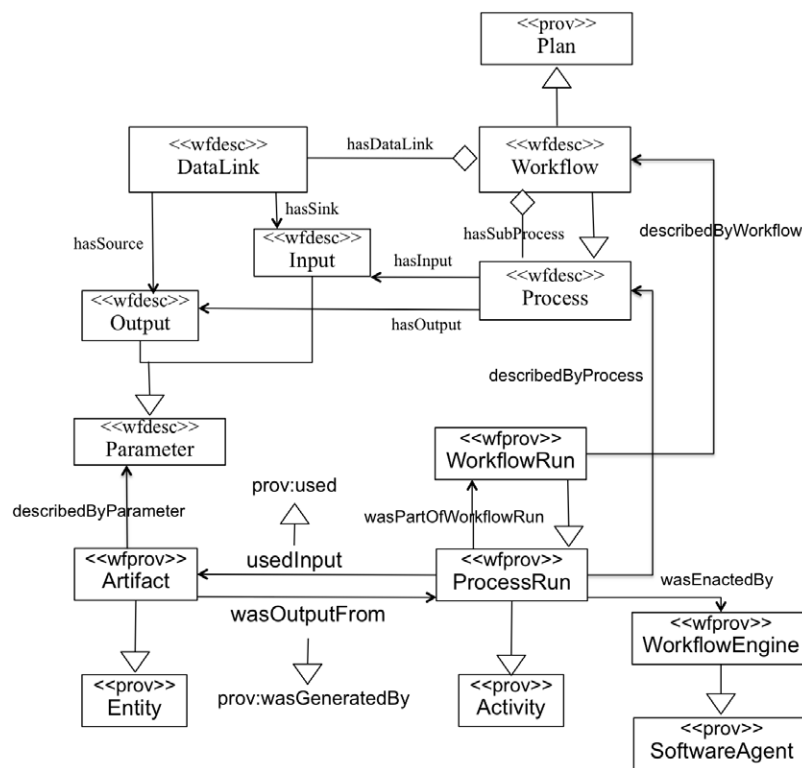 <<prov>>
Plan
<<wfdesc>>
DataLink
hasDataLink
<<wfdesc>>
Workflow
hasSource
hasSink
<<wfdesc>>
Input
hasSubProcess
describedByWorkflow
hasInput
<<wfdesc>>
Process
<<wfdesc>>
Output
hasOutput
describedByProcess
<<wfdesc>>
Parameter
<<wfprov>>
WorkflowRun
describedByParameter
prov:used
wasPartOfWorkflowRun
<<wfprov>>
Artifact
usedInput
<<wfprov>>
ProcessRun
wasEnactedBy
wasOutputFrom
<<wfprov>>
WorkflowEngine
<<prov>>
Entity
prov:wasGeneratedBy
<<prov>>
Activity
<<prov>>
SoftwareAgent